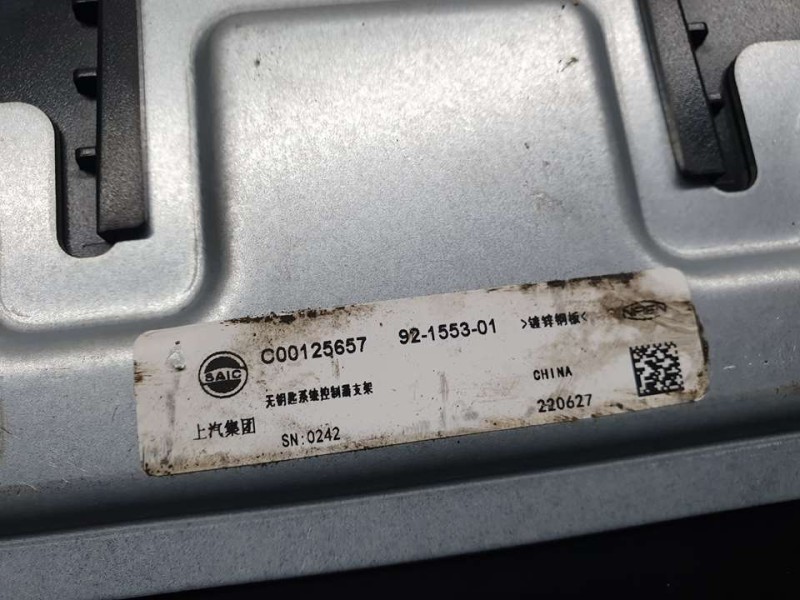 SAIC
上汽集团
C00125657
92-1553-01
>镀锌钢板<
无钥匙系统控制器支架
CHINA
SN:0242
220627